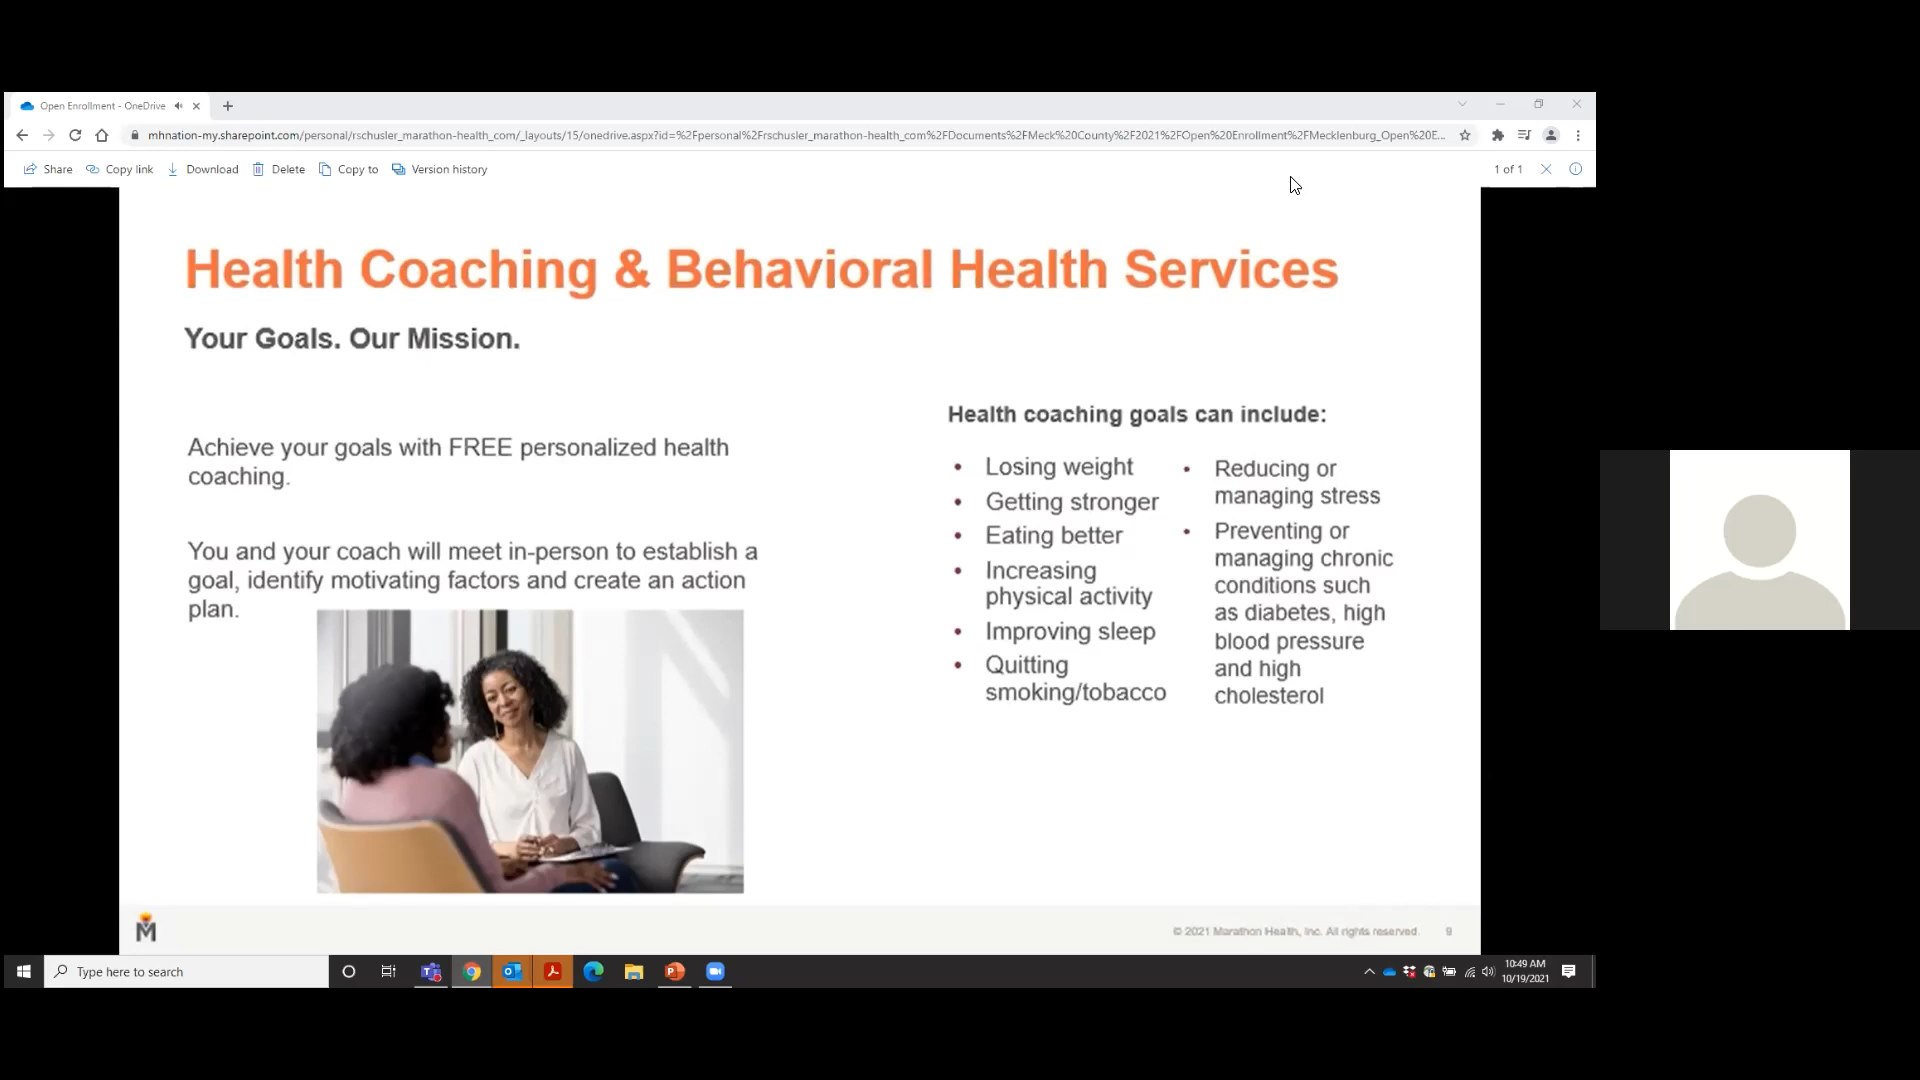 Open Enrollment - OneDrive
mhnation-my.sharepoint.com/personal/rschusler_marathon-health_com/_layouts/15/onedrive.aspx?id=%2Fpersonal%2Frschusler_marathon-health_com%2FDocuments%2FMeck%20County%2F2021%2FOpen%20Enrollment%2FMecklenburg_Open%20E...
Share Copy link Download Delete Copy to Version history 1 of 1
Health Coaching & Behavioral Health Services
Your Goals. Our Mission.
Achieve your goals with FREE personalized health
coaching.
You and your coach will meet in-person to establish a
goal, identify motivating factors and create an action
plan.
Health coaching goals can include:
• Losing weight
• Getting stronger
• Eating better
• Increasing
physical activity
• Improving sleep
• Quitting
smoking/tobacco
• Reducing or
managing stress
• Preventing or
managing chronic
conditions such
as diabetes, high
blood pressure
and high
cholesterol
M
© 2021 Marathon Health, Inc. All rights reserved. 9
Type here to search
10:49 AM
10/19/2021